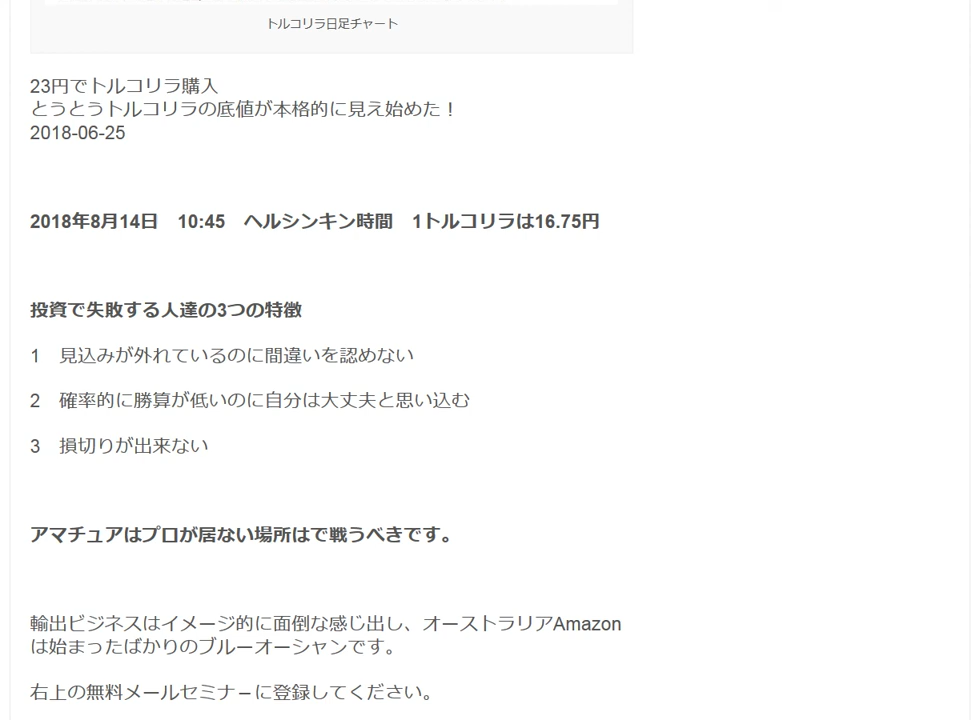 トルコリラ日足チャート
23円でトルコリラ購入
とうとうトルコリラの底値が本格的に見え始めた！
2018-06-25
2018年8月14日　10:45　ヘルシンキン時間　1トルコリラは16.75円
投資で失敗する人達の3つの特徴
1　見込みが外れているのに間違いを認めない
2　確率的に勝算が低いのに自分は大丈夫と思い込む
3　損切りが出来ない
アマチュアはプロが居ない場所はで戦うべきです。
輸出ビジネスはイメージ的に面倒な感じ出し、オーストラリアAmazon
は始まったばかりのブルーオーシャンです。
右上の無料メールセミナ－に登録してください。